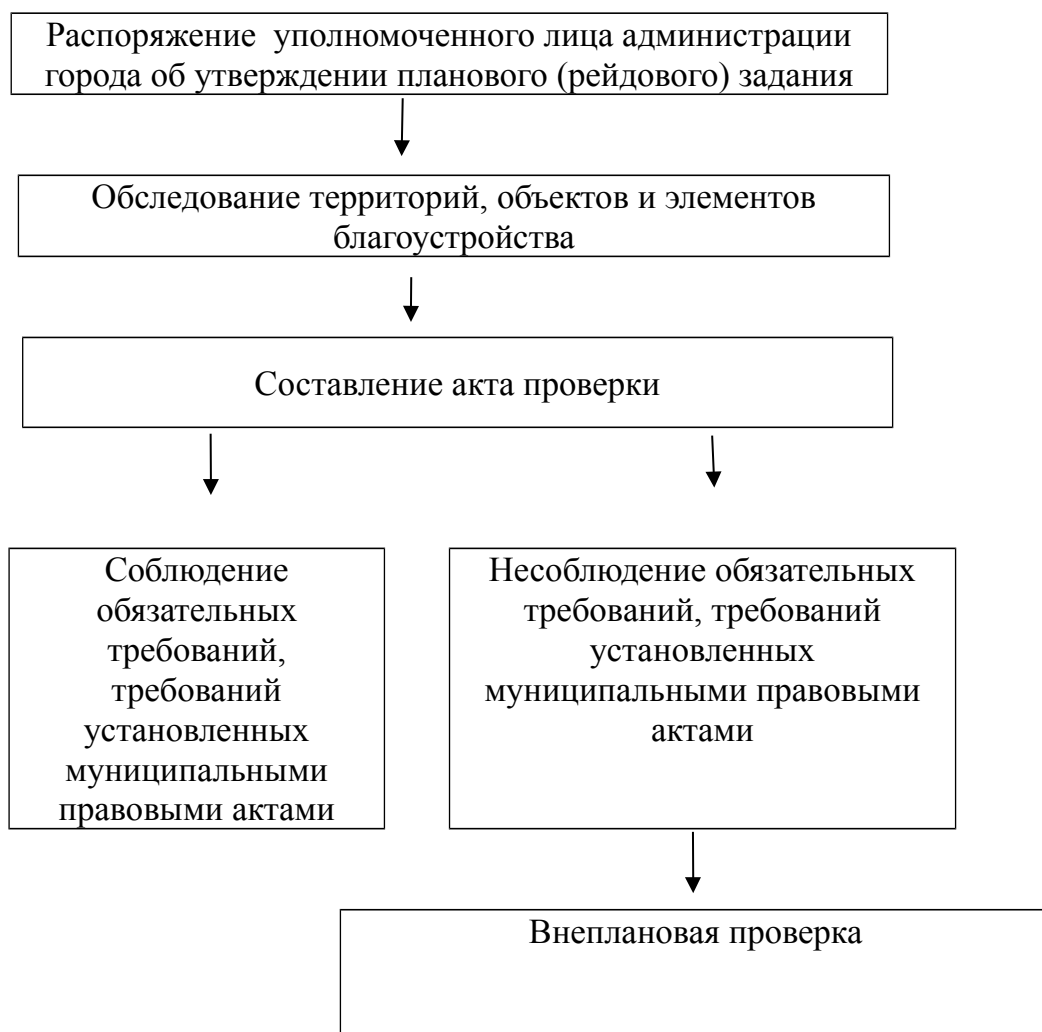 Распоряжение уполномоченного лица администрации
города об утверждении планового (рейдового) задания
Обследование территорий, объектов и элементов
благоустройства
Составление акта проверки
Соблюдение
обязательных
требований,
требований
установленных
муниципальными
правовыми актами
Несоблюдение обязательных
требований, требований
установленных
муниципальными правовыми
актами
Внеплановая проверка